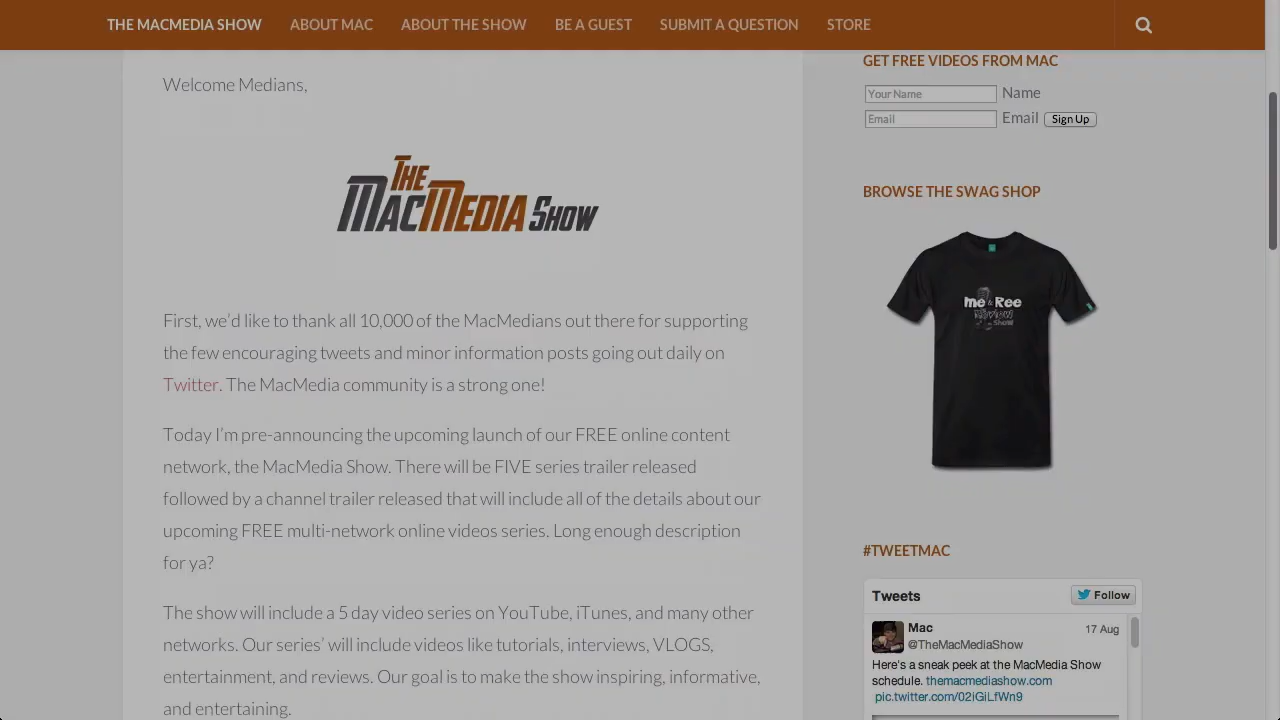 THE MACMEDIA SHOW ABOUT MAC ABOUT THE SHOW BE A GUEST SUBMIT A QUESTION STORE
Welcome Medians,
THE
MACMEDIA SHOW
First, we’d like to thank all 10,000 of the MacMedians out there for supporting
the few encouraging tweets and minor information posts going out daily on
Twitter. The MacMedia community is a strong one!
Today I’m pre-announcing the upcoming launch of our FREE online content
network, the MacMedia Show. There will be FIVE series trailer released
followed by a channel trailer released that will include all of the details about our
upcoming FREE multi-network online videos series. Long enough description
for ya?
The show will include a 5 day video series on YouTube, iTunes, and many other
networks. Our series’ will include videos like tutorials, interviews, VLOGS,
entertainment, and reviews. Our goal is to make the show inspiring, informative,
and entertaining.
GET FREE VIDEOS FROM MAC
Your Name Name
Email Email Sign Up
BROWSE THE SWAG SHOP
Me & Ree
Review
Show
#TWEETMAC
Tweets Follow
Mac 17 Aug
@TheMacMediaShow
Here's a sneak peek at the MacMedia Show
schedule. themacmediashow.com
pic.twitter.com/02iGiLfWn9